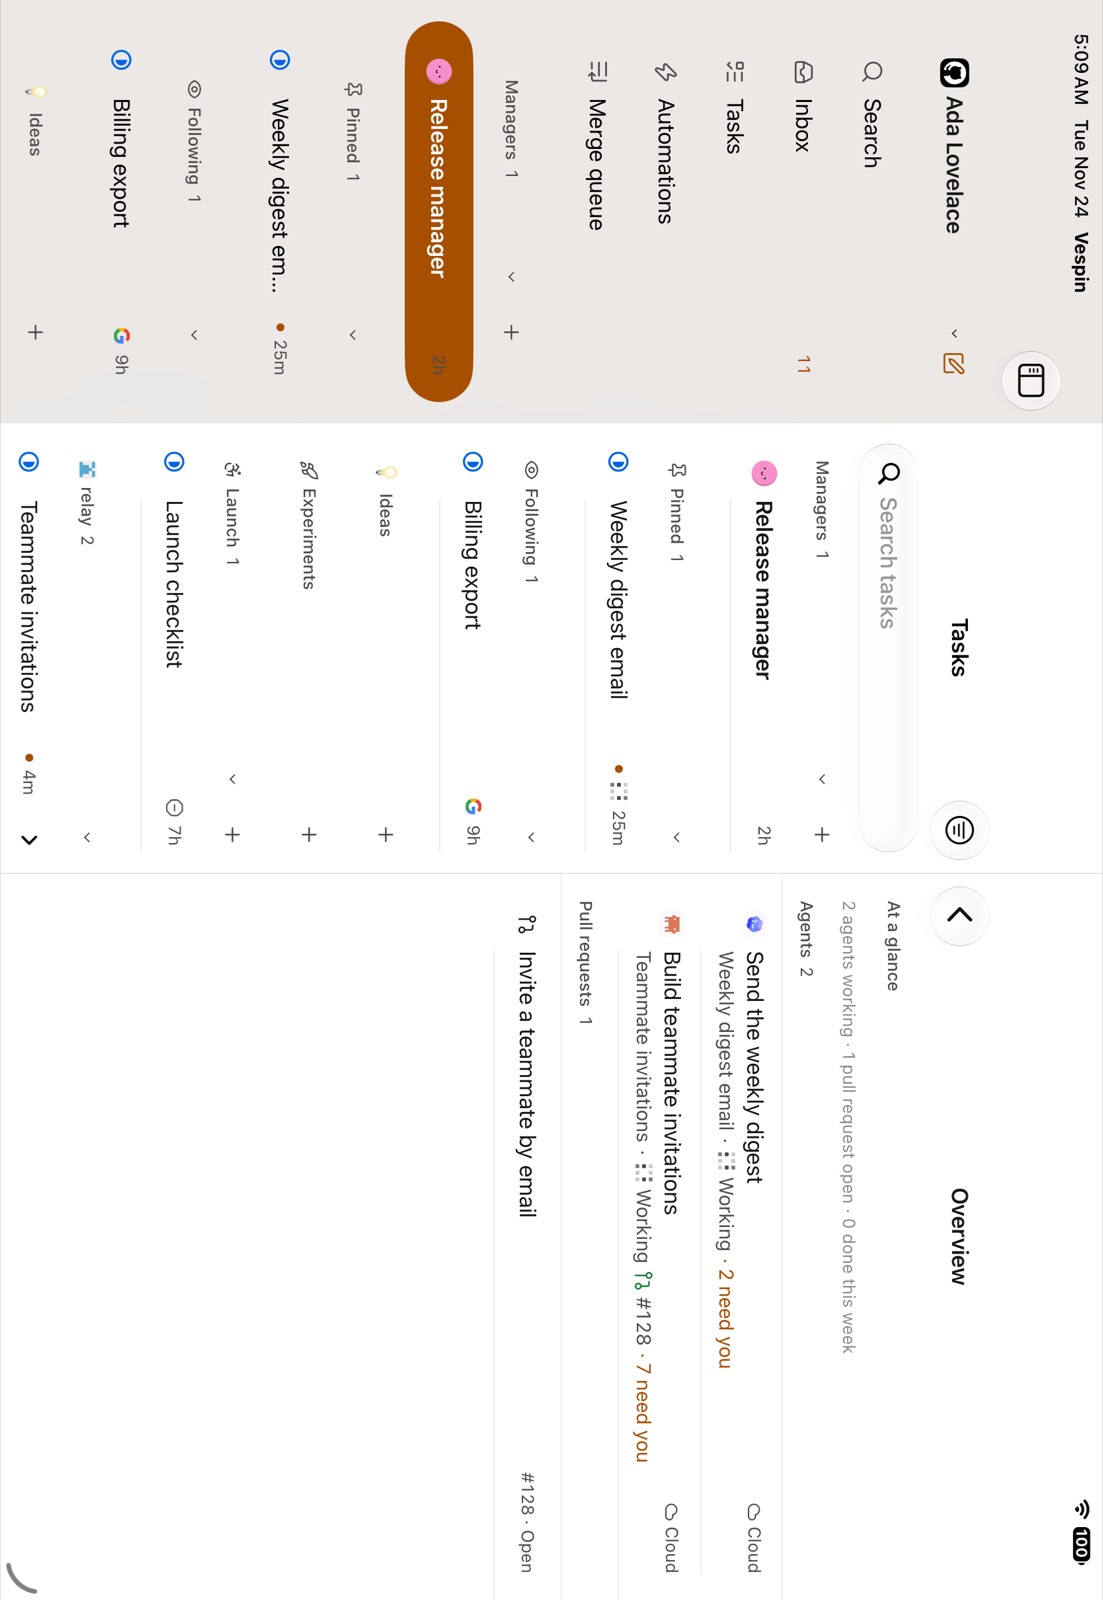 5:09 AM Tue Nov 24 Vespin
100
Ada Lovelace
Search
Inbox 11
Tasks
Automations
Merge queue
Managers 1
Release manager 2h
Pinned 1
Weekly digest em... 25m
Following 1
Billing export 9h
Ideas
Tasks
Search tasks
Managers 1
Release manager 2h
Pinned 1
Weekly digest email 25m
Following 1
Billing export 9h
Ideas
Experiments
Launch 1
Launch checklist 7h
relay 2
Teammate invitations 4m
Overview
At a glance
2 agents working · 1 pull request open · 0 done this week
Agents 2
Send the weekly digest Cloud
Weekly digest email · Working · 2 need you
Build teammate invitations Cloud
Teammate invitations · Working #128 · 7 need you
Pull requests 1
Invite a teammate by email #128 · Open